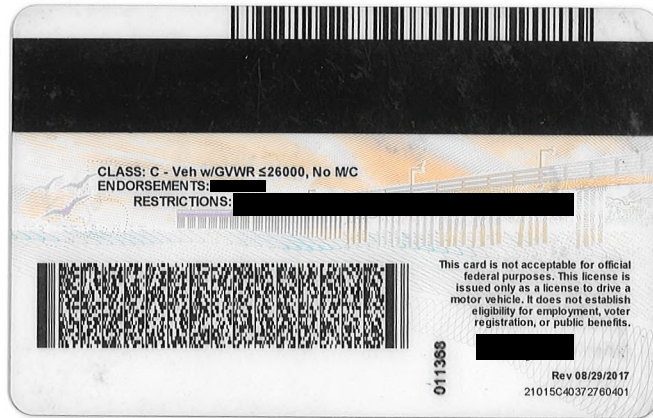 CLASS: C - Veh w/GVWR ≤26000, No M/C
ENDORSEMENTS:
RESTRICTIONS:
This card is not acceptable for official
federal purposes. This license is
issued only as a license to drive a
motor vehicle. It does not establish
eligibility for employment, voter
registration, or public benefits.
011368
Rev 08/29/2017
21015C40372760401